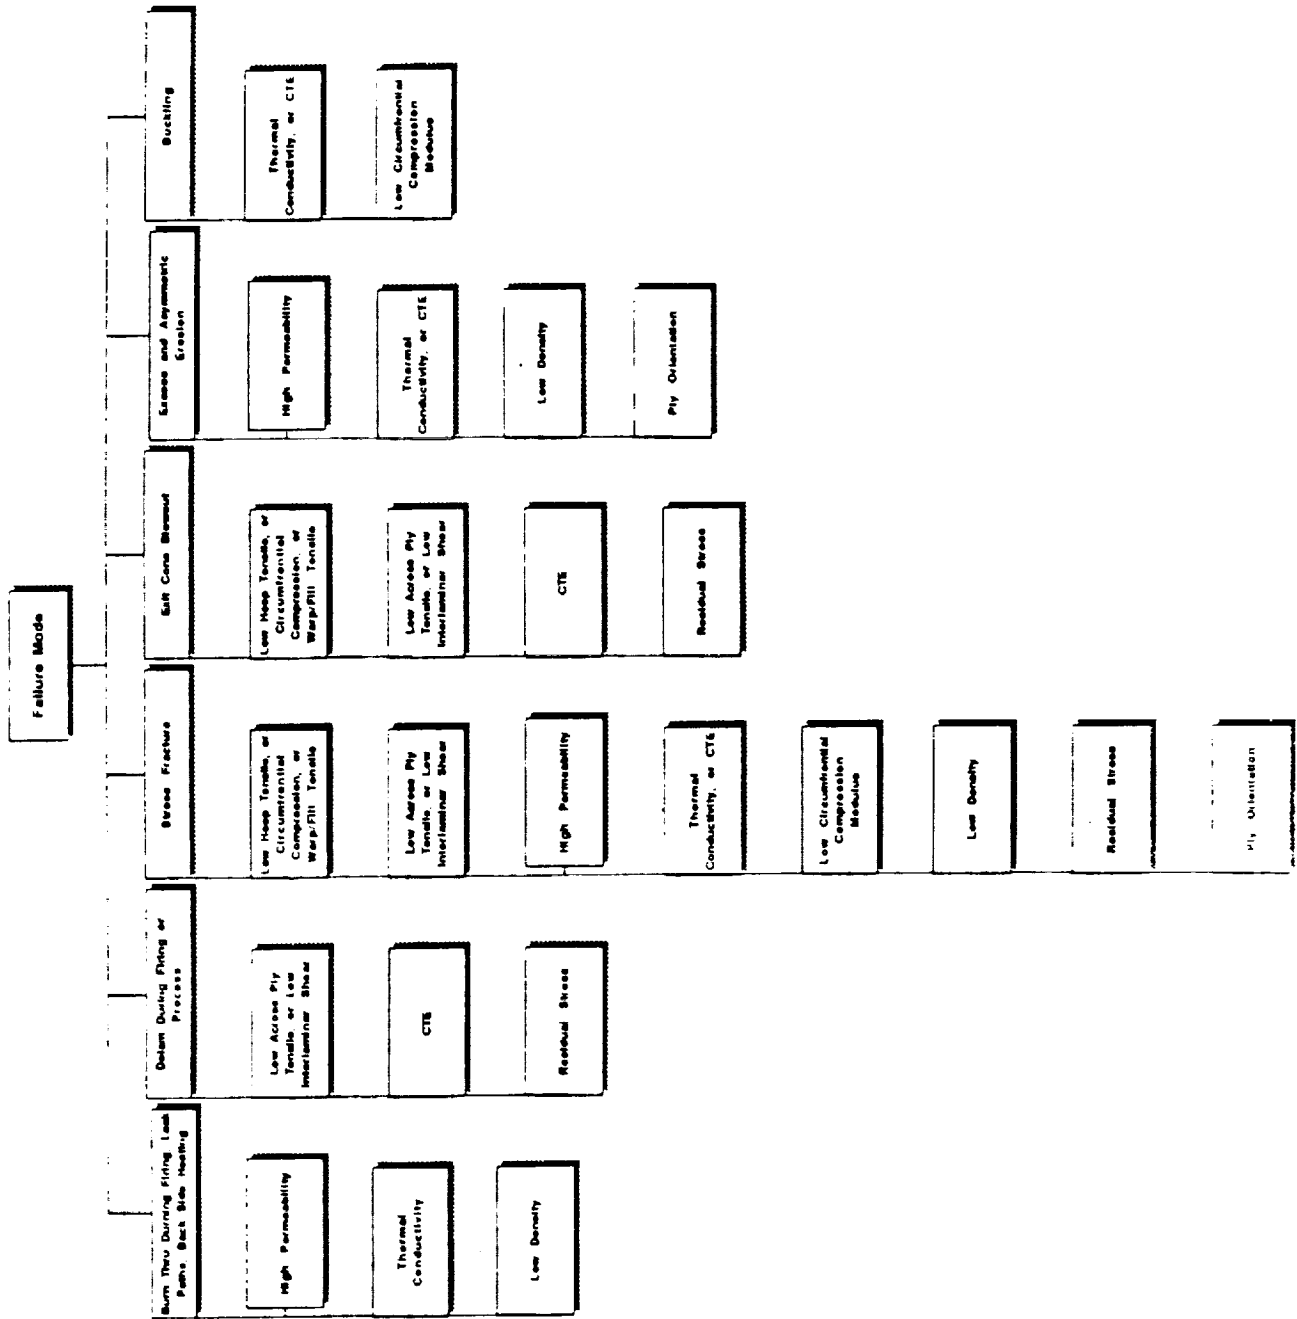 Failure Mode
Burn Thru Durning Firing, Leak
Paths, Back Side Heating
High Permeability
Thermal
Conductivity
Low Density
Delam During Firing or
Process
Low Across Ply
Tensile, or Low
Interlaminar Shear
CTE
Residual Stress
Stress Fracture
Low Hoop Tensile, or
Circumfrential
Compression, or
Warp/Fill Tensile
Low Across Ply
Tensile, or Low
Interlaminar Shear
High Permeability
Thermal
Conductivity, or CTE
Low Circumfrential
Compression
Modulus
Low Density
Residual Stress
Ply Orientation
Exit Cone Blowout
Low Hoop Tensile, or
Circumfrential
Compression, or
Warp/Fill Tensile
Low Across Ply
Tensile, or Low
Interlaminar Shear
CTE
Residual Stress
Excess and Asymmetric
Erosion
High Permeability
Thermal
Conductivity, or CTE
Low Density
Ply Orientation
Buckling
Thermal
Conductivity, or CTE
Low Circumfrential
Compression
Modulus